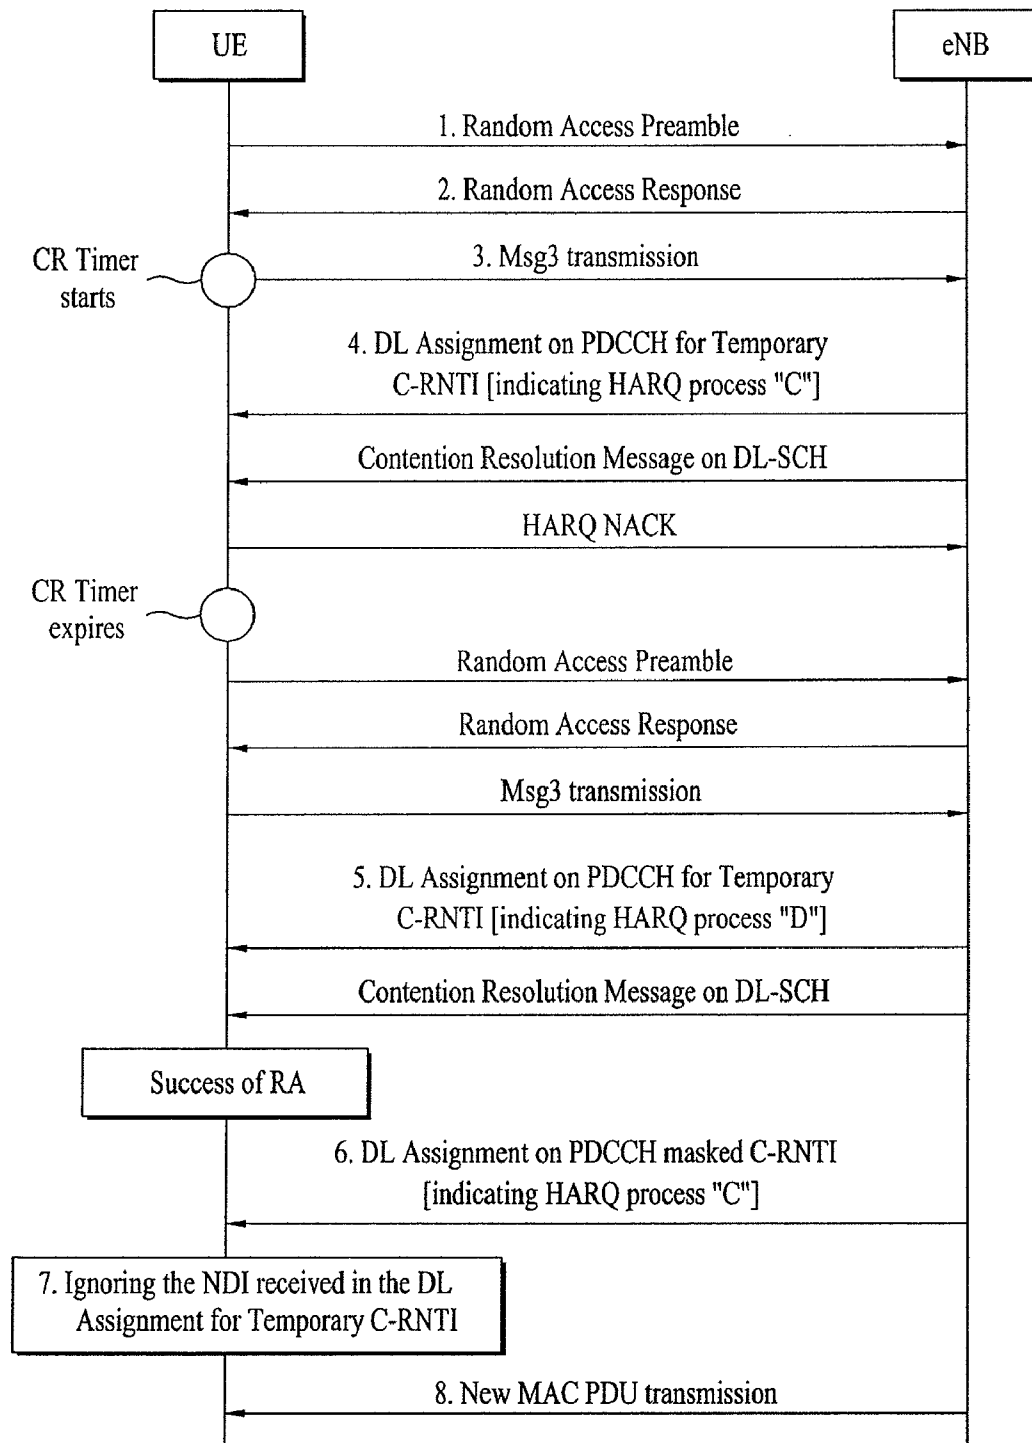 UE
eNB
1. Random Access Preamble
2. Random Access Response
CR Timer
starts
3. Msg3 transmission
4. DL Assignment on PDCCH for Temporary
C-RNTI [indicating HARQ process "C"]
Contention Resolution Message on DL-SCH
HARQ NACK
CR Timer
expires
Random Access Preamble
Random Access Response
Msg3 transmission
5. DL Assignment on PDCCH for Temporary
C-RNTI [indicating HARQ process "D"]
Contention Resolution Message on DL-SCH
Success of RA
6. DL Assignment on PDCCH masked C-RNTI
[indicating HARQ process "C"]
7. Ignoring the NDI received in the DL
Assignment for Temporary C-RNTI
8. New MAC PDU transmission